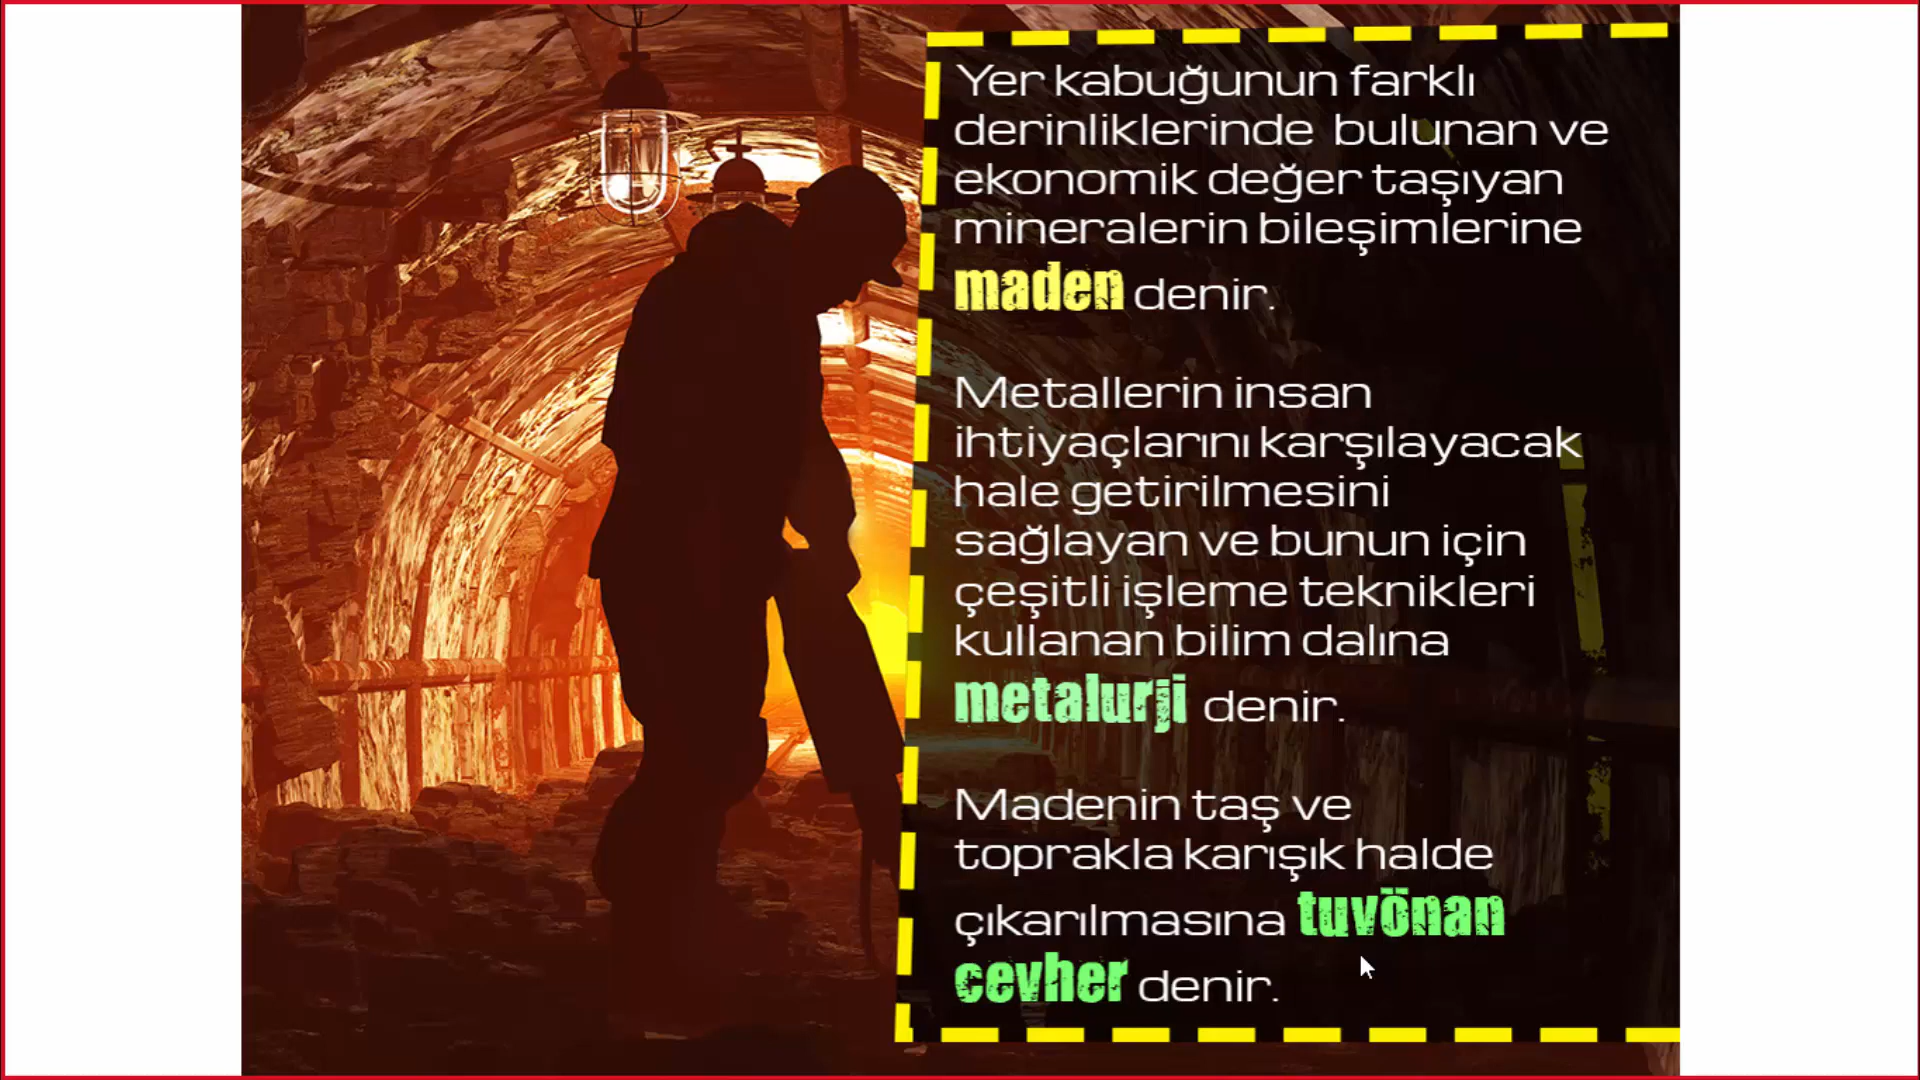 Yer kabuğunun farklı
derinliklerinde bulunan ve
ekonomik değer taşıyan
mineralerin bileşimlerine
maden denir.
Metallerin insan
ihtiyaçlarını karşılayacak
hale getirilmesini
sağlayan ve bunun için
çeşitli işleme teknikleri
kullanan bilim dalına
metalurji denir.
Madenin taş ve
toprakla karışık halde
çıkarılmasına tuvönan
cevher denir.